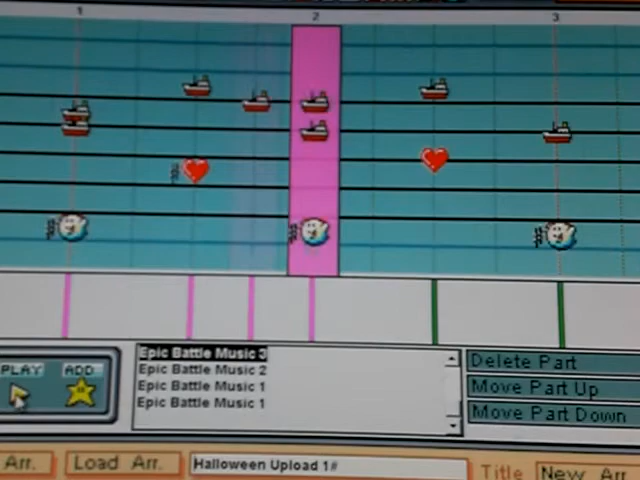 1 2 3
Epic Battle Music 3
Epic Battle Music 2
Epic Battle Music 1
Epic Battle Music 1
PLAY ADD
Delete Part
Move Part Up
Move Part Down
Arr. Load Arr. Halloween Upload 1# Title New Arr